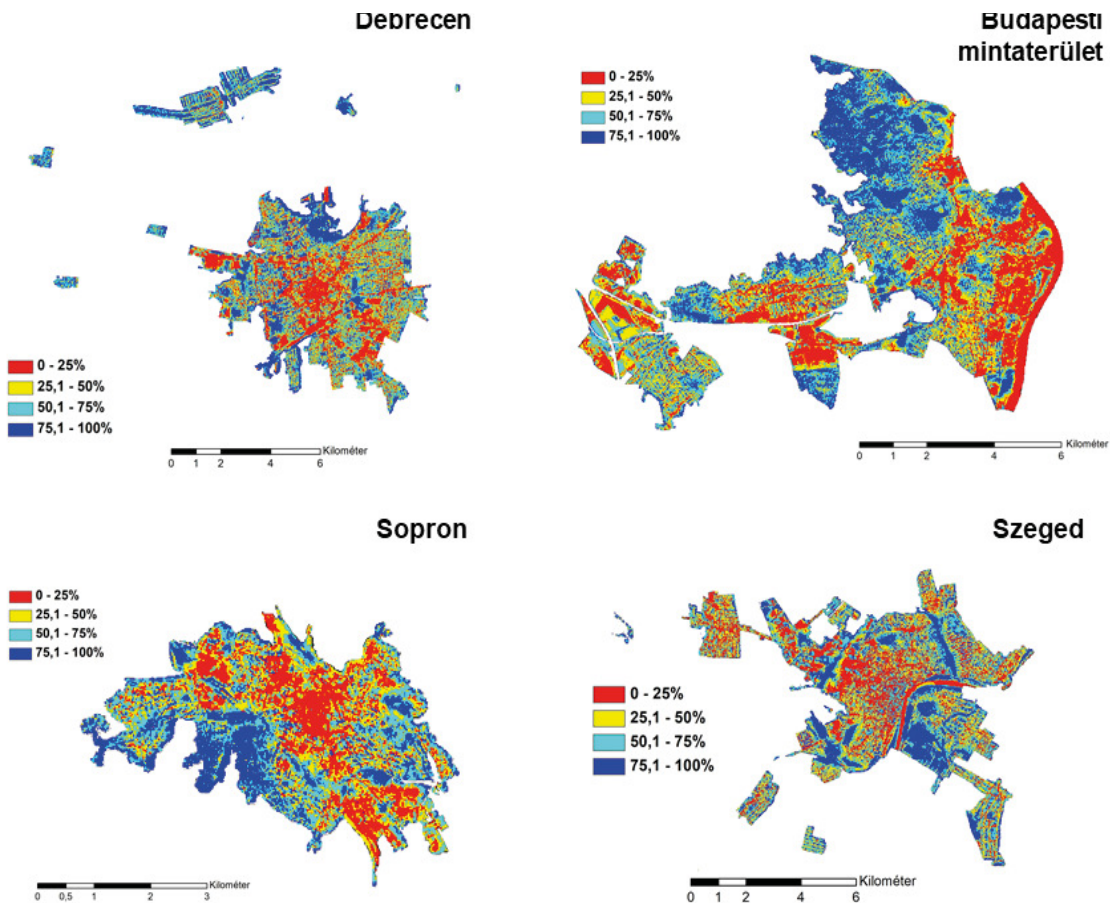 Debrecen
Budapesti
mintaterület
0 - 25%
25,1 - 50%
50,1 - 75%
75,1 - 100%
0 - 25%
25,1 - 50%
50,1 - 75%
75,1 - 100%
Kilométer
0 1 2 4 6
Kilométer
0 1 2 4 6
Sopron
Szeged
0 - 25%
25,1 - 50%
50,1 - 75%
75,1 - 100%
0 - 25%
25,1 - 50%
50,1 - 75%
75,1 - 100%
Kilométer
0 0,5 1 2 3
Kilométer
0 1 2 4 6